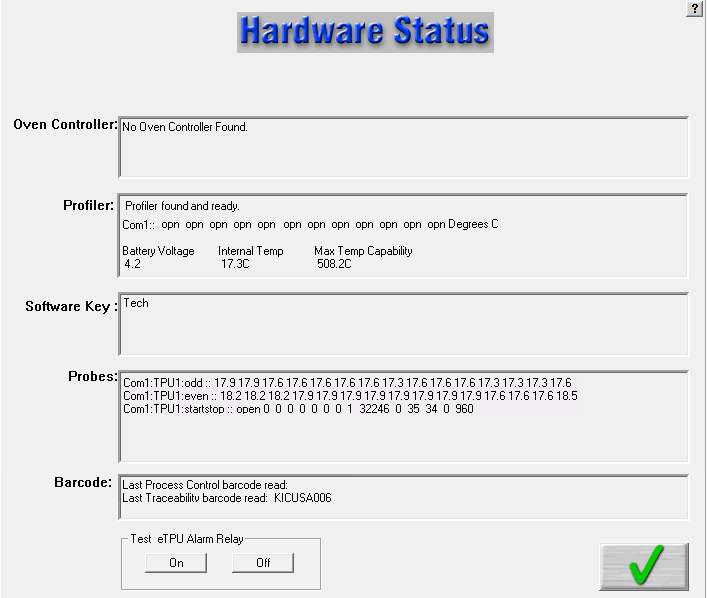 ?
Hardware Status
Oven Controller:
No Oven Controller Found.
Profiler:
Profiler found and ready.
Com1:: opn opn opn opn opn opn opn opn opn opn opn opn Degrees C
Battery Voltage Internal Temp Max Temp Capability
4.2 17.3C 508.2C
Software Key :
Tech
Probes:
Com1:TPU1:odd :: 17.9 17.9 17.6 17.6 17.6 17.6 17.6 17.3 17.6 17.6 17.6 17.3 17.3 17.3 17.6
Com1:TPU1:even :: 18.2 18.2 18.2 17.9 17.9 17.9 17.9 17.9 17.9 17.9 17.9 17.6 17.6 17.6 18.5
Com1:TPU1:startstop :: open 0 0 0 0 0 0 0 1 32246 0 35 34 0 960
Barcode:
Last Process Control barcode read:
Last Traceability barcode read: KICUSA006
Test eTPU Alarm Relay
On Off